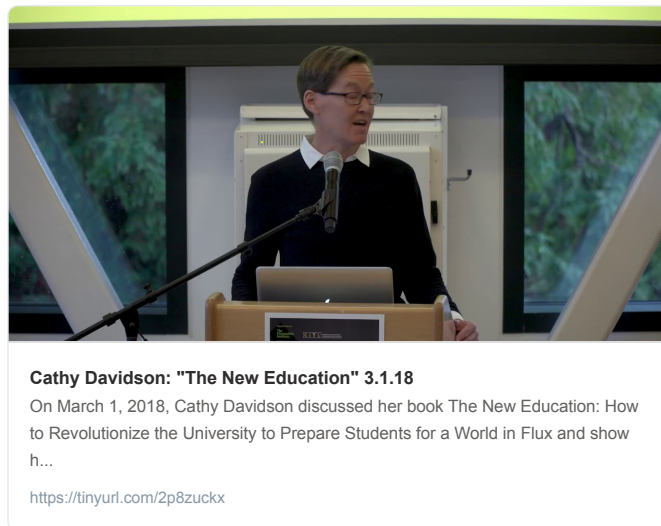 Cathy Davidson: "The New Education" 3.1.18
On March 1, 2018, Cathy Davidson discussed her book The New Education: How
to Revolutionize the University to Prepare Students for a World in Flux and show
h...
https://tinyurl.com/2p8zuckx